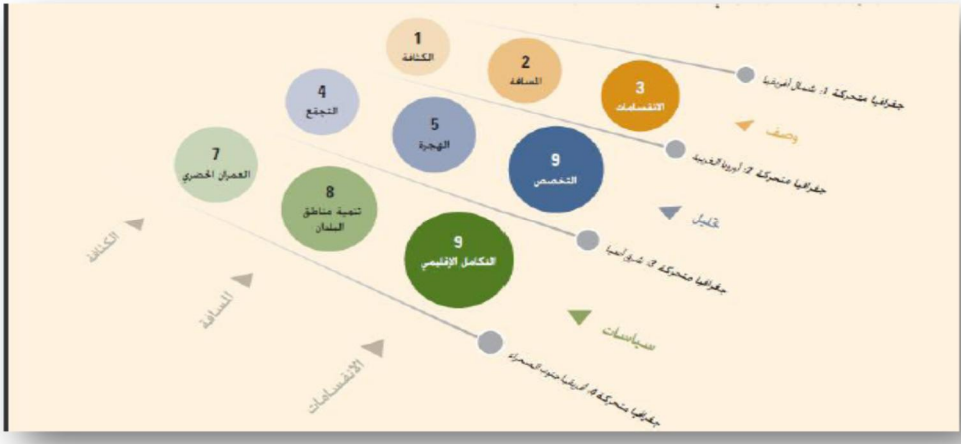 1
الكثافة
2
المسافة
3
الانقسامات
وصف
جغرافيا متحركة 1: شمال أفريقيا
4
التجمّع
5
الهجرة
9
التخصص
تحليل
جغرافيا متحركة 2: أوروبا الغربية
7
العمران الحضري
8
تنمية مناطق
البلدان
9
التكامل الإقليمي
سياسات
جغرافيا متحركة 3: شرق آسيا
جغرافيا متحركة 4: أفريقيا جنوب الصحراء
الكثافة
المسافة
الانقسامات